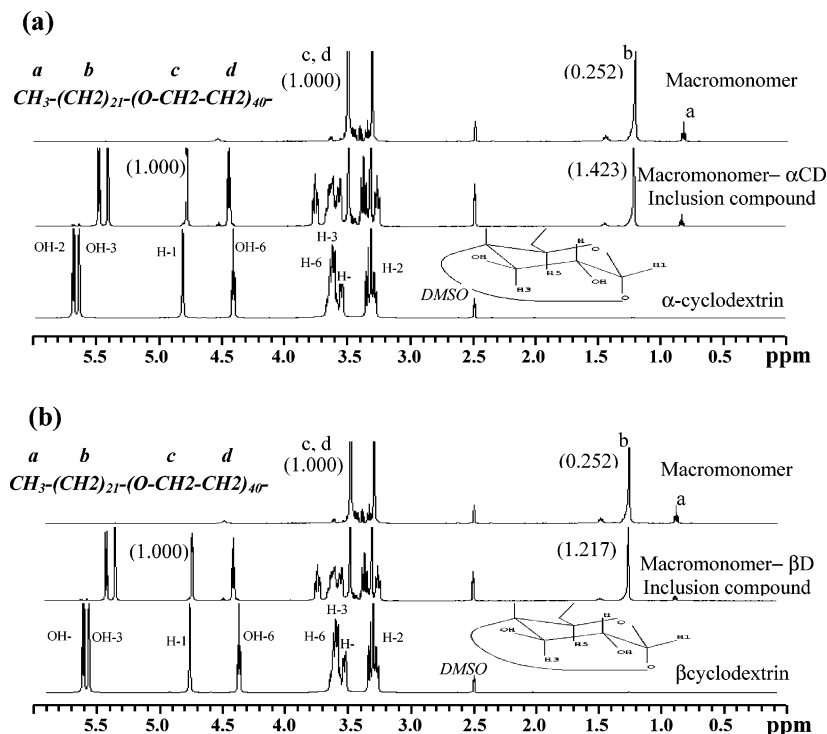 (a)
a b c d
CH3-(CH2)21-(O-CH2-CH2)40-
c, d
(1.000)
b
(0.252)
Macromonomer
a
(1.000)
(1.423)
Macromonomer– αCD
Inclusion compound
OH-2
OH-3
H-1
OH-6
H-3
H-6
H-
H-2
DMSO
OH
H3
H
H5
OH
O
O
H1
α-cyclodextrin
5.5 5.0 4.5 4.0 3.5 3.0 2.5 2.0 1.5 1.0 0.5 ppm
(b)
a b c d
CH3-(CH2)21-(O-CH2-CH2)40-
c, d
(1.000)
b
(0.252)
Macromonomer
a
(1.000)
(1.217)
Macromonomer– βD
Inclusion compound
OH-
OH-3
H-1
OH-6
H-3
H-6
H-
H-2
DMSO
OH
H3
H
H5
OH
O
O
H1
βcyclodextrin
5.5 5.0 4.5 4.0 3.5 3.0 2.5 2.0 1.5 1.0 0.5 ppm